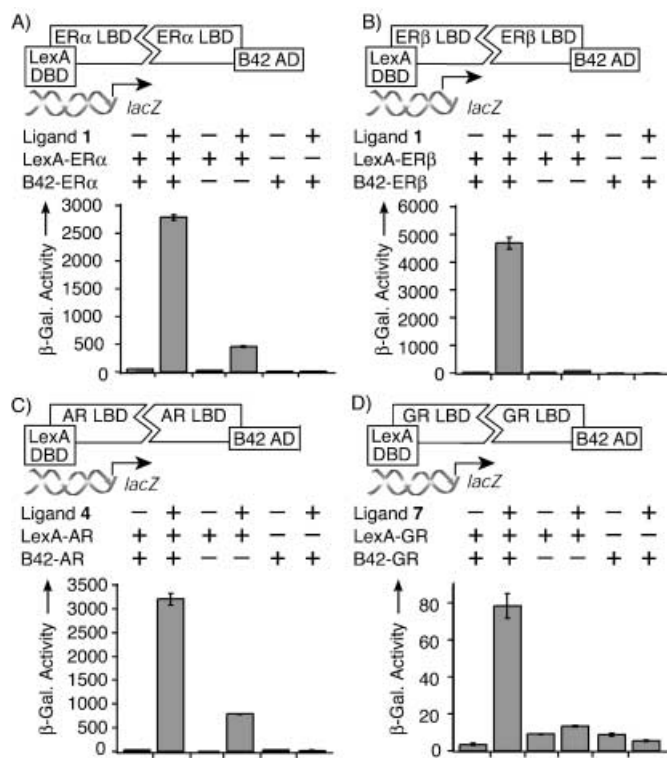 A)
ERα LBD ERα LBD
LexA
DBD
B42 AD
lacZ
Ligand 1 − + − + − +
LexA-ERα + + + + − −
B42-ERα + + − − + +
β-Gal. Activity
3000
2500
2000
1500
1000
500
0
B)
ERβ LBD ERβ LBD
LexA
DBD
B42 AD
lacZ
Ligand 1 − + − + − +
LexA-ERβ + + + + − −
B42-ERβ + + − − + +
β-Gal. Activity
6000
5000
4000
3000
2000
1000
0
C)
AR LBD AR LBD
LexA
DBD
B42 AD
lacZ
Ligand 4 − + − + − +
LexA-AR + + + + − −
B42-AR + + − − + +
β-Gal. Activity
3500
3000
2500
2000
1500
1000
500
0
D)
GR LBD GR LBD
LexA
DBD
B42 AD
lacZ
Ligand 7 − + − + − +
LexA-GR + + + + − −
B42-GR + + − − + +
β-Gal. Activity
80
60
40
20
0